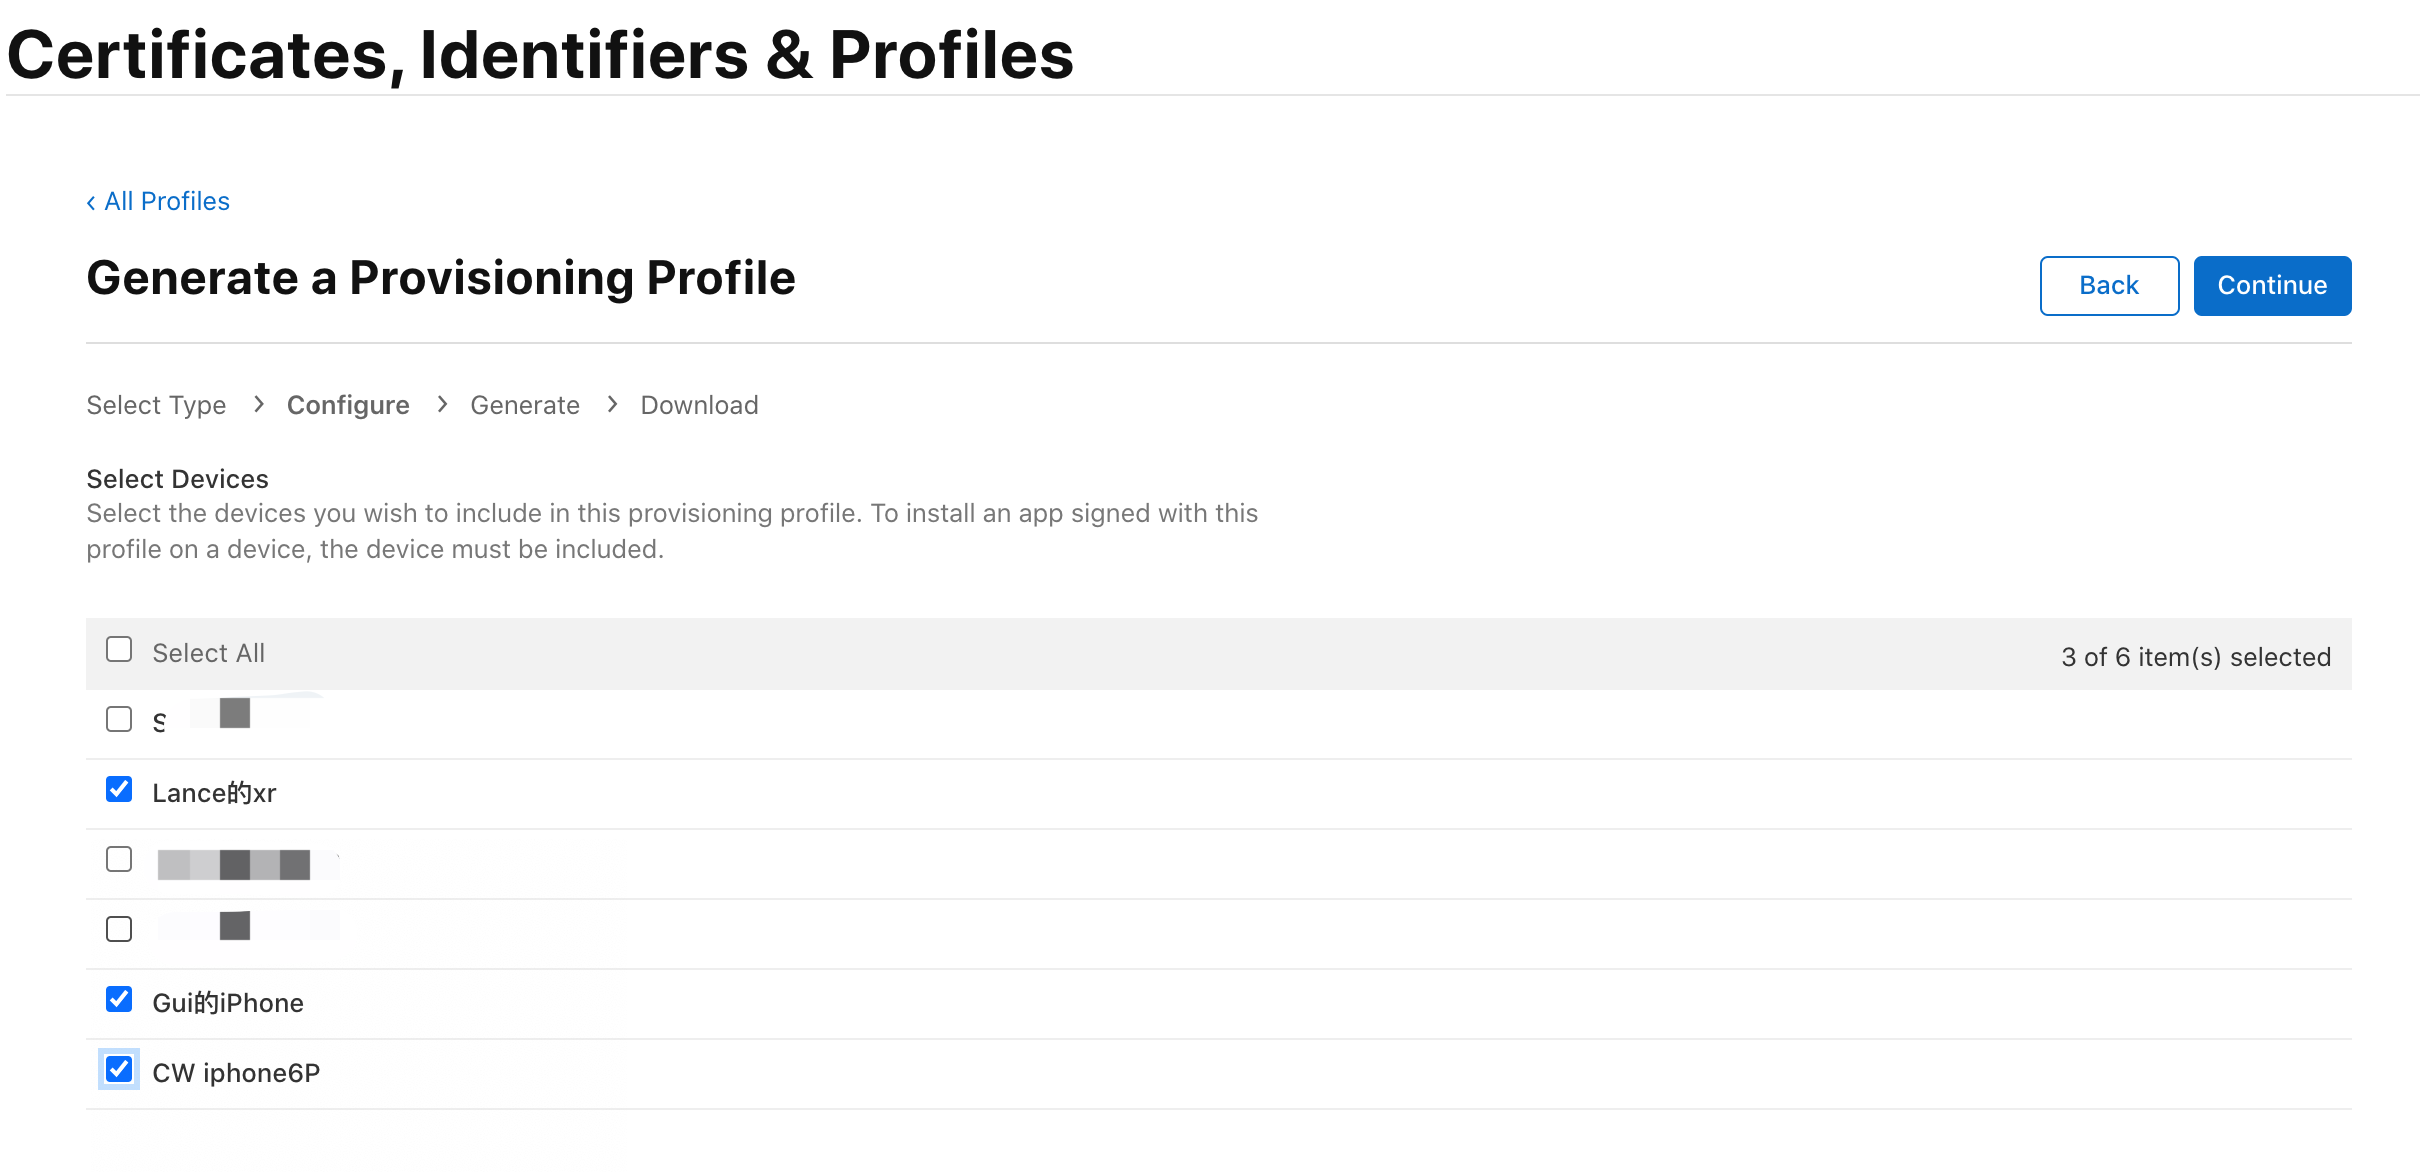 Certificates, Identifiers & Profiles
‹ All Profiles
Generate a Provisioning Profile
Back
Continue
Select Type > Configure > Generate > Download
Select Devices
Select the devices you wish to include in this provisioning profile. To install an app signed with this
profile on a device, the device must be included.
Select All
3 of 6 item(s) selected
Lance的xr
Gui的iPhone
CW iphone6P